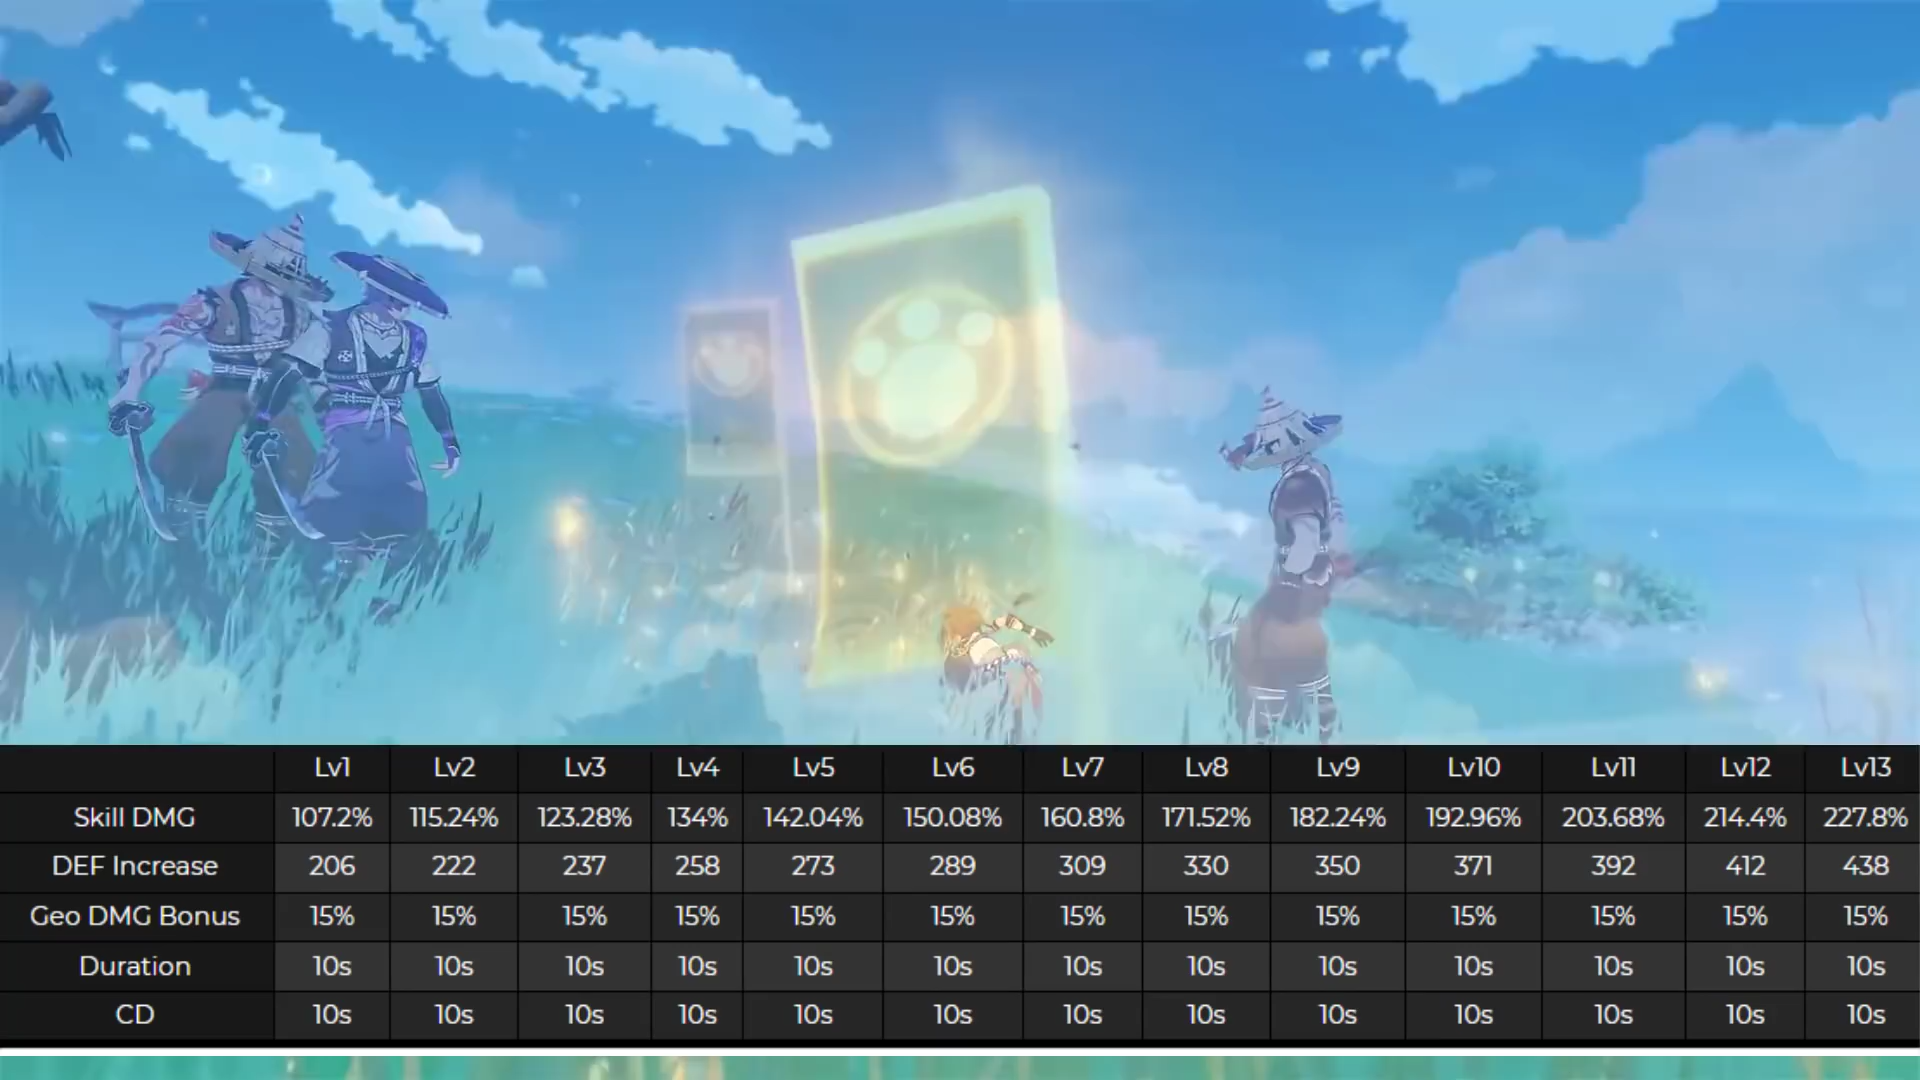 Lv1 Lv2 Lv3 Lv4 Lv5 Lv6 Lv7 Lv8 Lv9 Lv10 Lv11 Lv12 Lv13
Skill DMG 107.2% 115.24% 123.28% 134% 142.04% 150.08% 160.8% 171.52% 182.24% 192.96% 203.68% 214.4% 227.8%
DEF Increase 206 222 237 258 273 289 309 330 350 371 392 412 438
Geo DMG Bonus 15% 15% 15% 15% 15% 15% 15% 15% 15% 15% 15% 15% 15%
Duration 10s 10s 10s 10s 10s 10s 10s 10s 10s 10s 10s 10s 10s
CD 10s 10s 10s 10s 10s 10s 10s 10s 10s 10s 10s 10s 10s